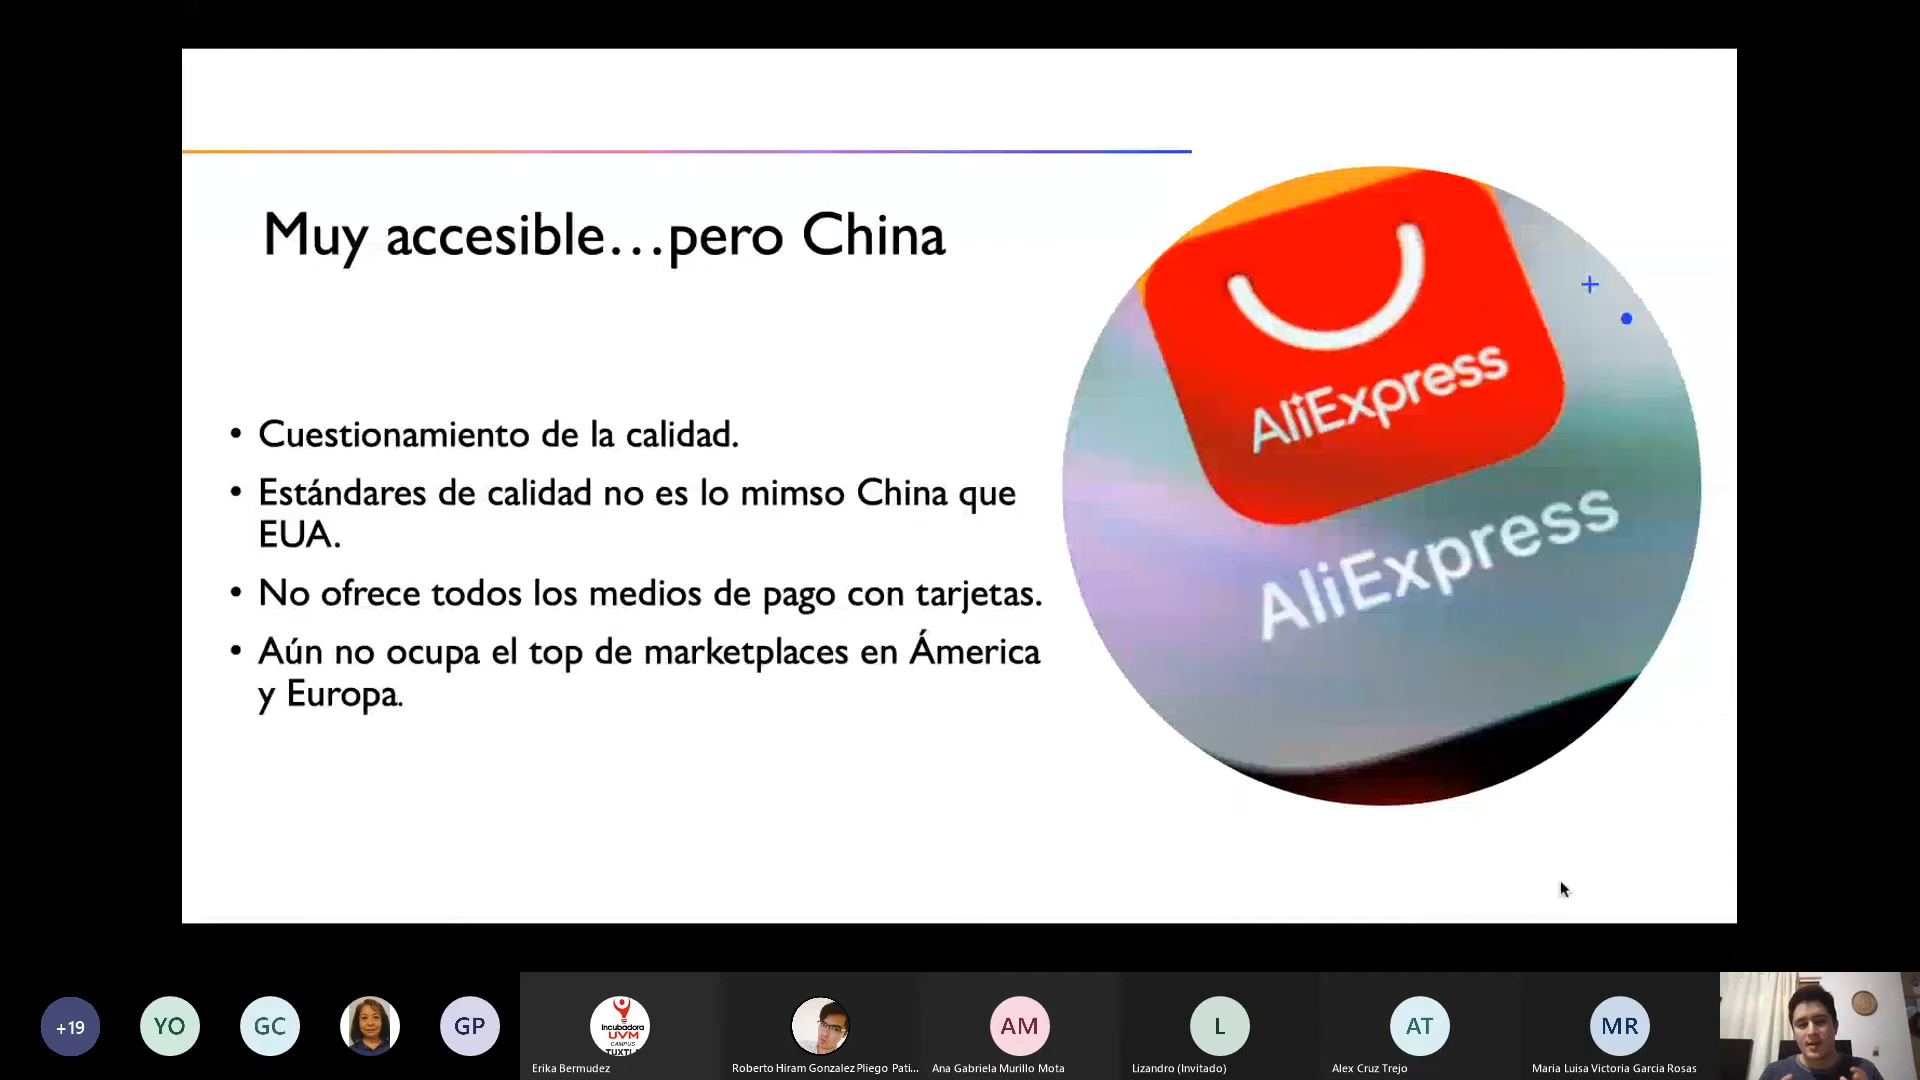 Muy accesible...pero China
• Cuestionamiento de la calidad.
• Estándares de calidad no es lo mimso China que
EUA.
• No ofrece todos los medios de pago con tarjetas.
• Aún no ocupa el top de marketplaces en Ámerica
y Europa.
AliExpress
AliExpress
+19
YO
GC
GP
Incubadora
UVM
CAMPUS
TUXTL
Erika Bermudez
Roberto Hiram Gonzalez Pliego Pati...
AM
Ana Gabriela Murillo Mota
L
Lizandro (Invitado)
AT
Alex Cruz Trejo
MR
Maria Luisa Victoria Garcia Rosas